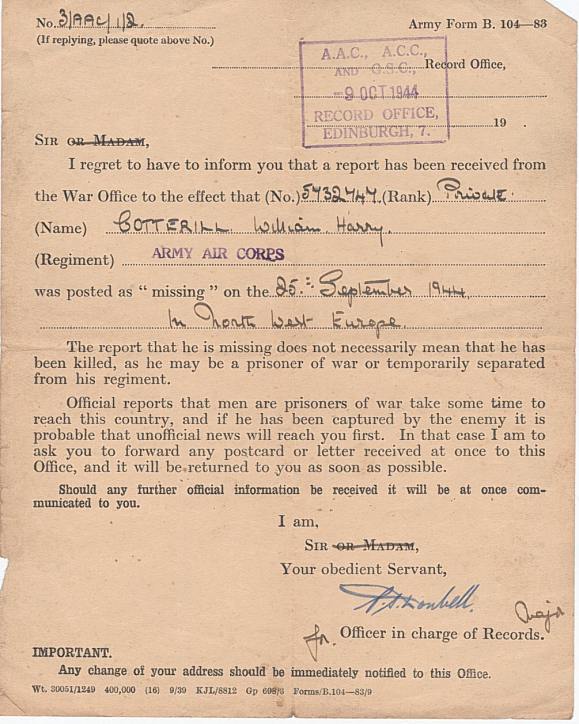 No. 3/AAC/1/2. Army Form B. 104—83
(If replying, please quote above No.)
A.A.C., A.C.C.,
AND G.S.C., Record Office,
-9 OCT 1944
RECORD OFFICE, 19 .
EDINBURGH, 7.
SIR OR MADAM,
I regret to have to inform you that a report has been received from
the War Office to the effect that (No.) 5732747 (Rank) Private
(Name) COTTERILL William Harry.
(Regiment) ARMY AIR CORPS
was posted as “ missing ” on the 25th September 1944
In North West Europe.
The report that he is missing does not necessarily mean that he has
been killed, as he may be a prisoner of war or temporarily separated
from his regiment.
Official reports that men are prisoners of war take some time to
reach this country, and if he has been captured by the enemy it is
probable that unofficial news will reach you first. In that case I am to
ask you to forward any postcard or letter received at once to this
Office, and it will be returned to you as soon as possible.
Should any further official information be received it will be at once com-
municated to you.
I am,
SIR OR MADAM,
Your obedient Servant,
Major
for Officer in charge of Records.
IMPORTANT.
Any change of your address should be immediately notified to this Office.
Wt. 30051/1249 400,000 (16) 9/39 KJL/8812 Gp 698/3 Forms/B.104—83/9